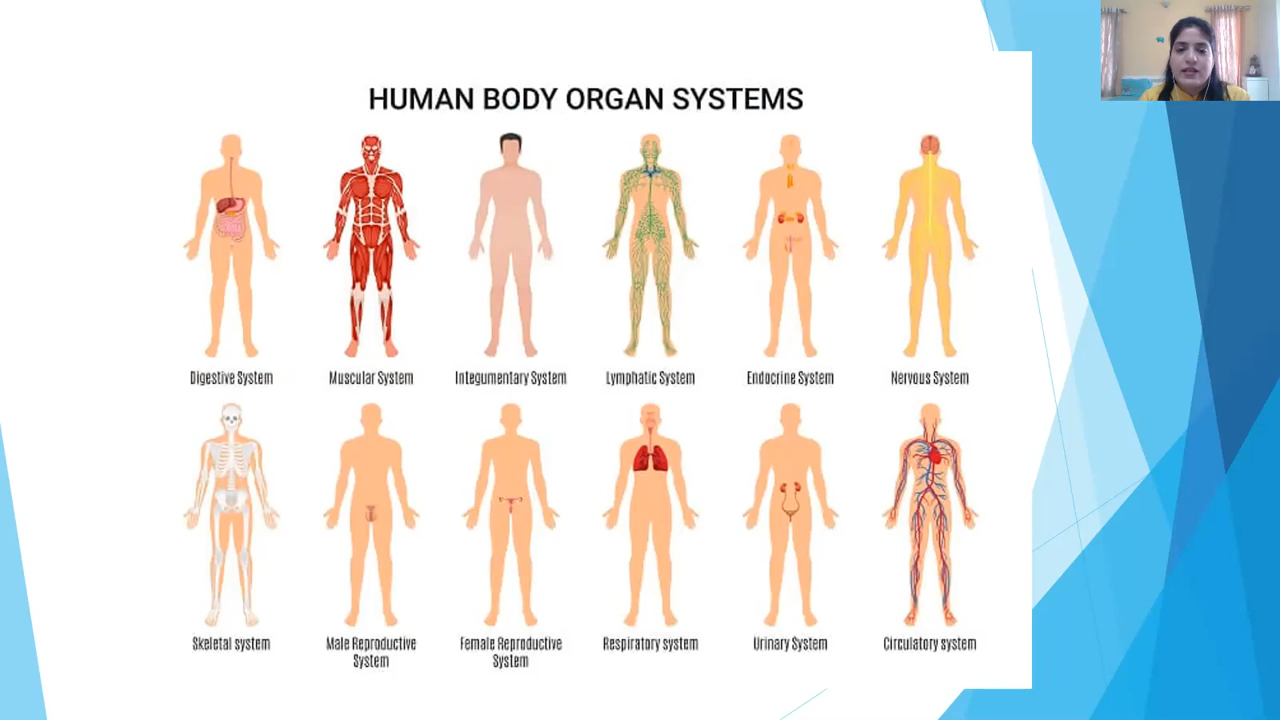 HUMAN BODY ORGAN SYSTEMS
Digestive System
Muscular System
Integumentary System
Lymphatic System
Endocrine System
Nervous System
Skeletal system
Male Reproductive
System
Female Reproductive
System
Respiratory system
Urinary System
Circulatory system